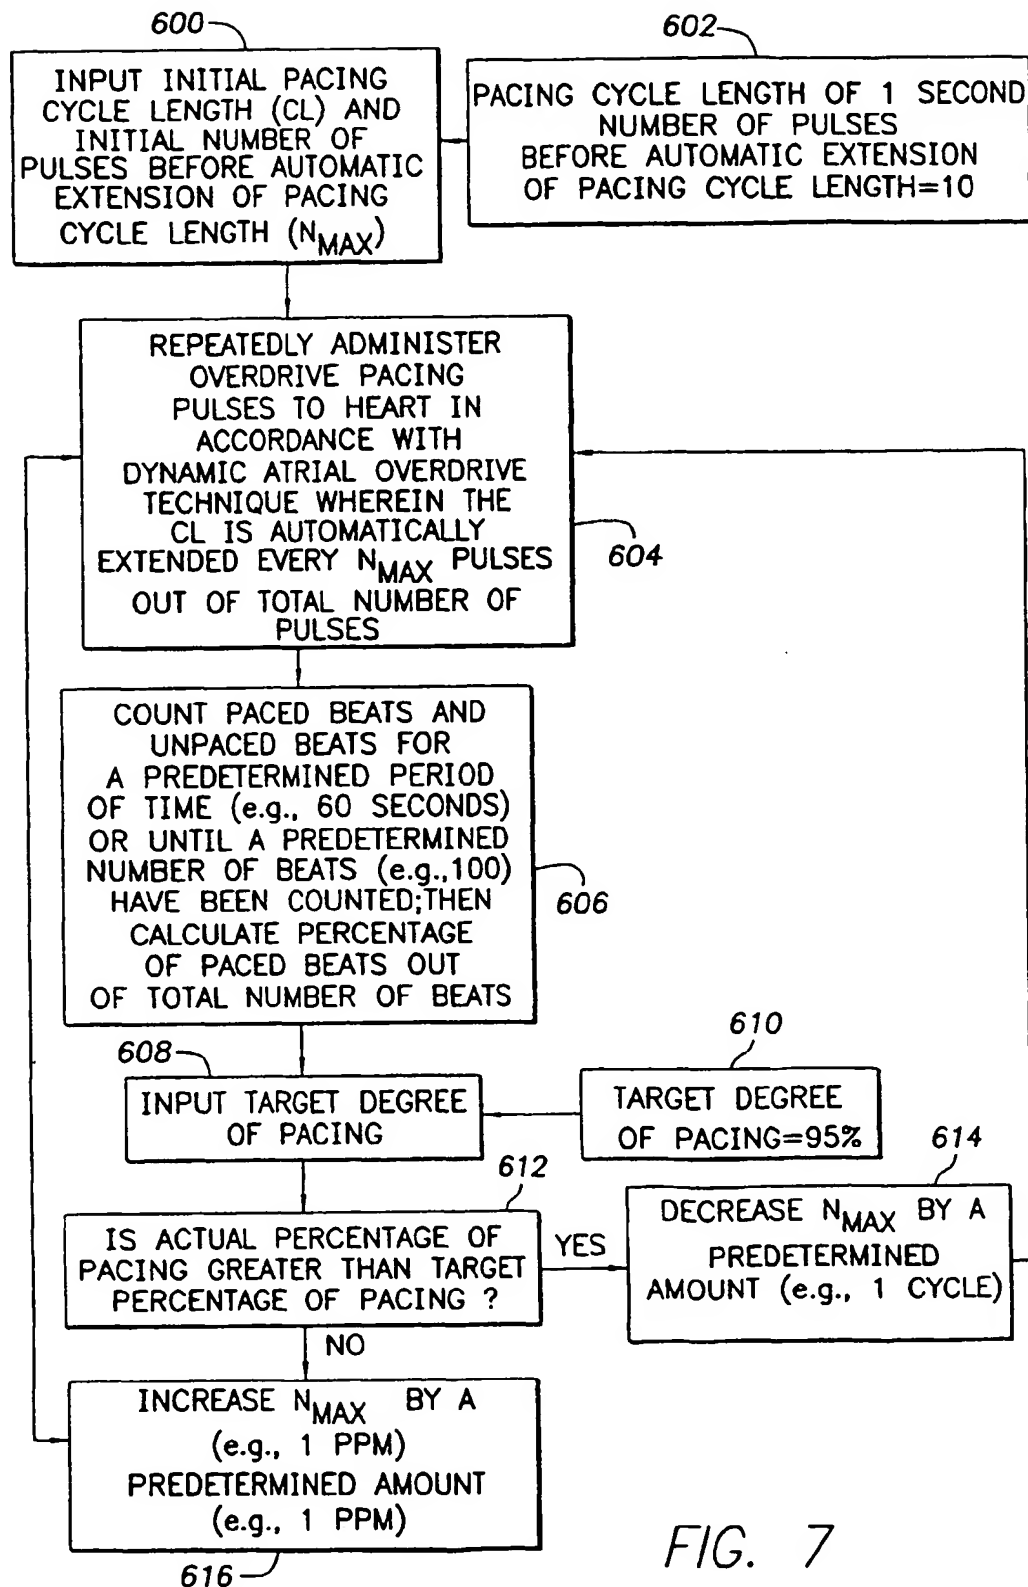 600
INPUT INITIAL PACING
CYCLE LENGTH (CL) AND
INITIAL NUMBER OF
PULSES BEFORE AUTOMATIC
EXTENSION OF PACING
CYCLE LENGTH (NMAX)
602
PACING CYCLE LENGTH OF 1 SECOND
NUMBER OF PULSES
BEFORE AUTOMATIC EXTENSION
OF PACING CYCLE LENGTH=10
REPEATEDLY ADMINISTER
OVERDRIVE PACING
PULSES TO HEART IN
ACCORDANCE WITH
DYNAMIC ATRIAL OVERDRIVE
TECHNIQUE WHEREIN THE
CL IS AUTOMATICALLY
EXTENDED EVERY NMAX PULSES
OUT OF TOTAL NUMBER OF
PULSES
604
COUNT PACED BEATS AND
UNPACED BEATS FOR
A PREDETERMINED PERIOD
OF TIME (e.g., 60 SECONDS)
OR UNTIL A PREDETERMINED
NUMBER OF BEATS (e.g.,100)
HAVE BEEN COUNTED;THEN
CALCULATE PERCENTAGE
OF PACED BEATS OUT
OF TOTAL NUMBER OF BEATS
606
608
INPUT TARGET DEGREE
OF PACING
610
TARGET DEGREE
OF PACING=95%
612
IS ACTUAL PERCENTAGE OF
PACING GREATER THAN TARGET
PERCENTAGE OF PACING ?
YES
614
DECREASE NMAX BY A
PREDETERMINED
AMOUNT (e.g., 1 CYCLE)
NO
INCREASE NMAX BY A
(e.g., 1 PPM)
PREDETERMINED AMOUNT
(e.g., 1 PPM)
616
FIG. 7